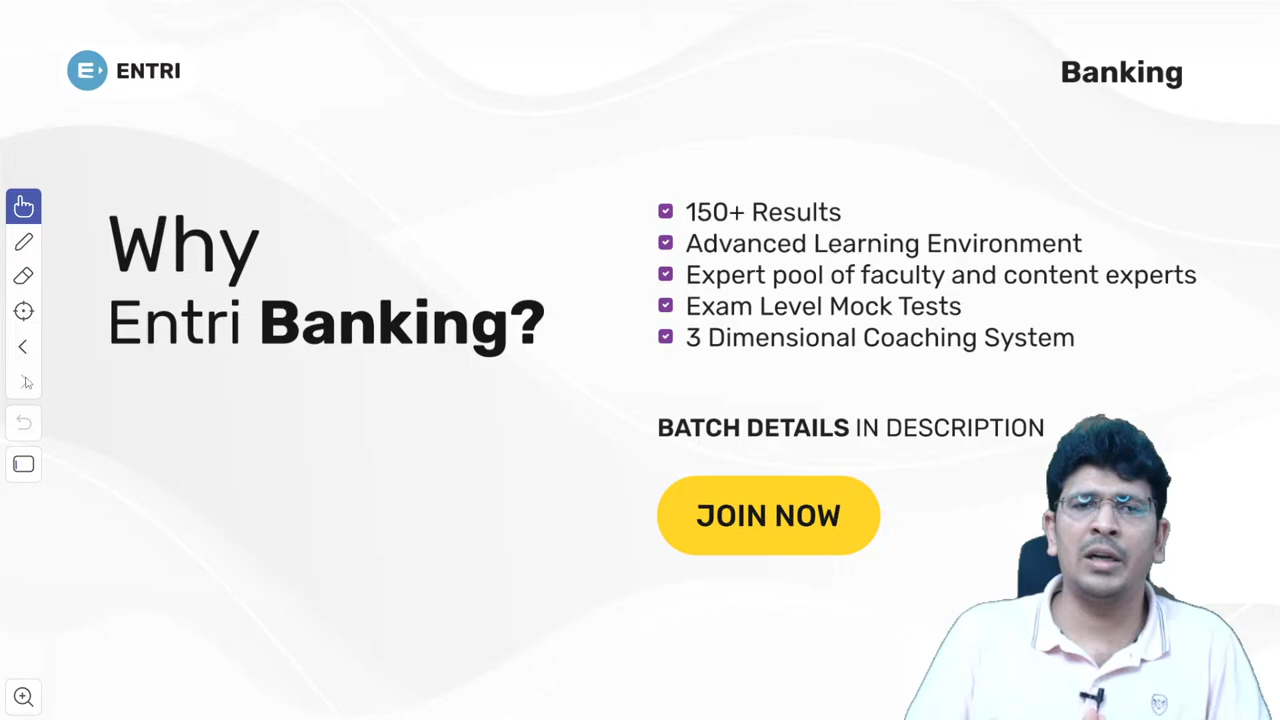 ENTRI
Banking
Why
Entri Banking?
150+ Results
Advanced Learning Environment
Expert pool of faculty and content experts
Exam Level Mock Tests
3 Dimensional Coaching System
BATCH DETAILS IN DESCRIPTION
JOIN NOW